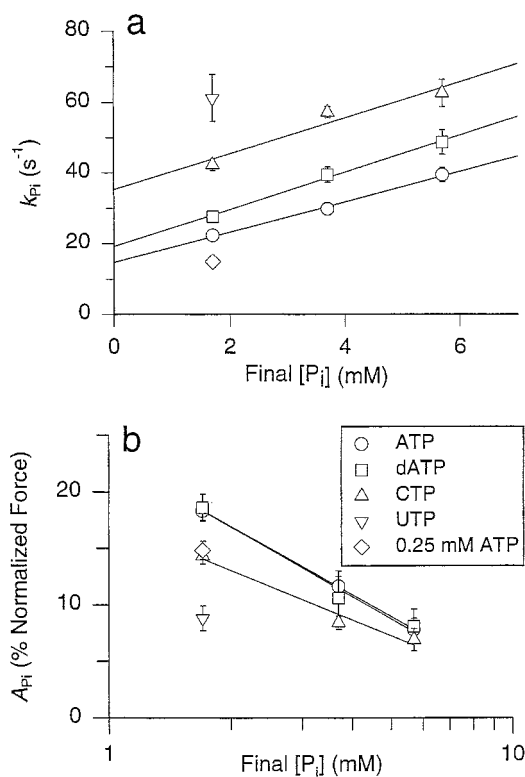 a
80
60
40
20
0
k_Pi (s⁻¹)
0 2 4 6
Final [Pᵢ] (mM)
b
20
10
0
A_Pi (% Normalized Force)
ATP
dATP
CTP
UTP
0.25 mM ATP
1 10
Final [Pᵢ] (mM)